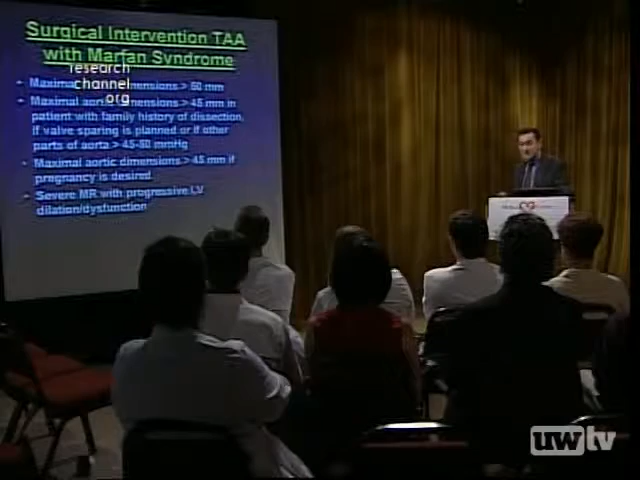 Surgical Intervention TAA
with Marfan Syndrome
research
channel
.org
• Maximal dimensions > 50 mm
• Maximal aortic dimensions > 45 mm in
patient with family history of dissection,
if valve sparing is planned or if other
parts of aorta > 45-50 mmHg
• Maximal aortic dimensions > 45 mm if
pregnancy is desired
• Severe MR with progressive LV
dilation/dysfunction
uwtv